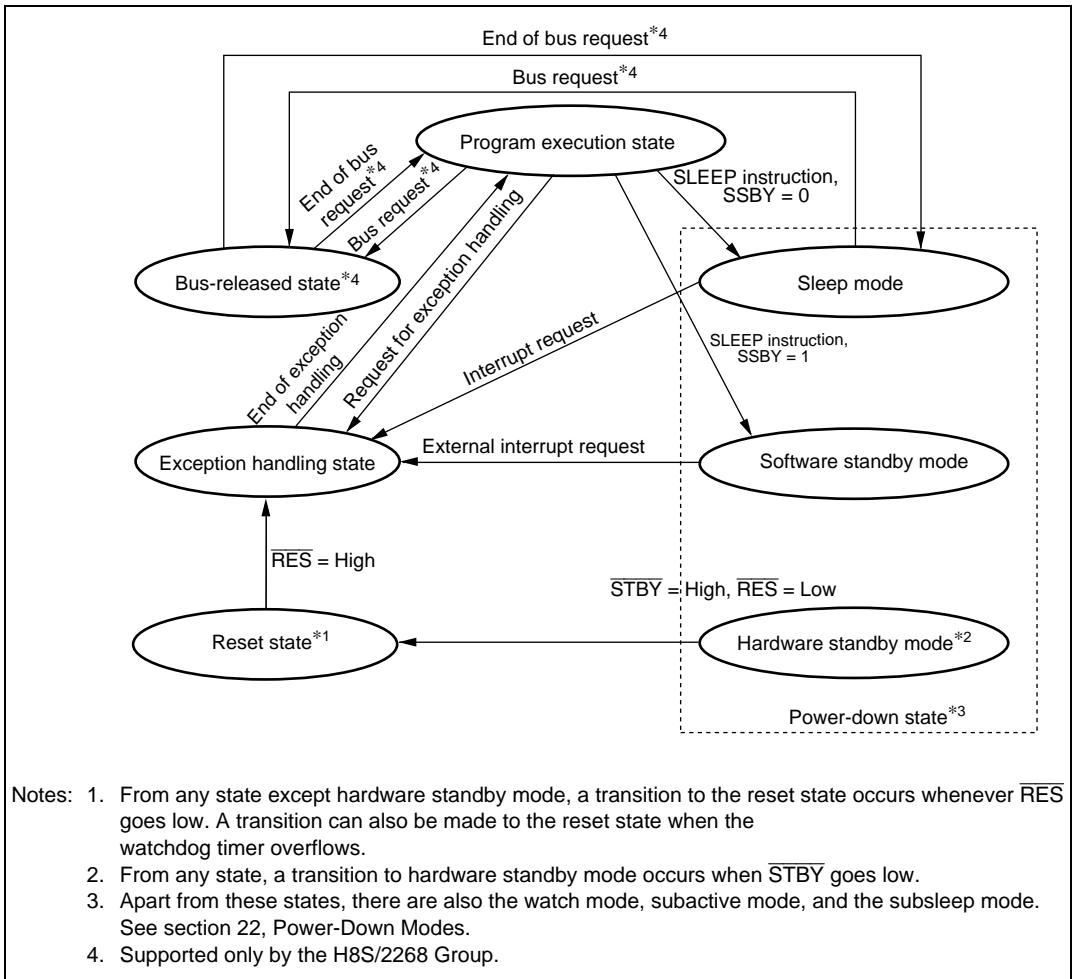 End of bus request*4
Bus request*4
Program execution state
End of bus
request*4
Bus request*4
SLEEP instruction,
SSBY = 0
Bus-released state*4
Sleep mode
End of exception
handling
Request for exception handling
Interrupt request
SLEEP instruction,
SSBY = 1
Exception handling state
External interrupt request
Software standby mode
RES = High
STBY = High, RES = Low
Reset state*1
Hardware standby mode*2
Power-down state*3
Notes: 1. From any state except hardware standby mode, a transition to the reset state occurs whenever RES
goes low. A transition can also be made to the reset state when the
watchdog timer overflows.
2. From any state, a transition to hardware standby mode occurs when STBY goes low.
3. Apart from these states, there are also the watch mode, subactive mode, and the subsleep mode.
See section 22, Power-Down Modes.
4. Supported only by the H8S/2268 Group.